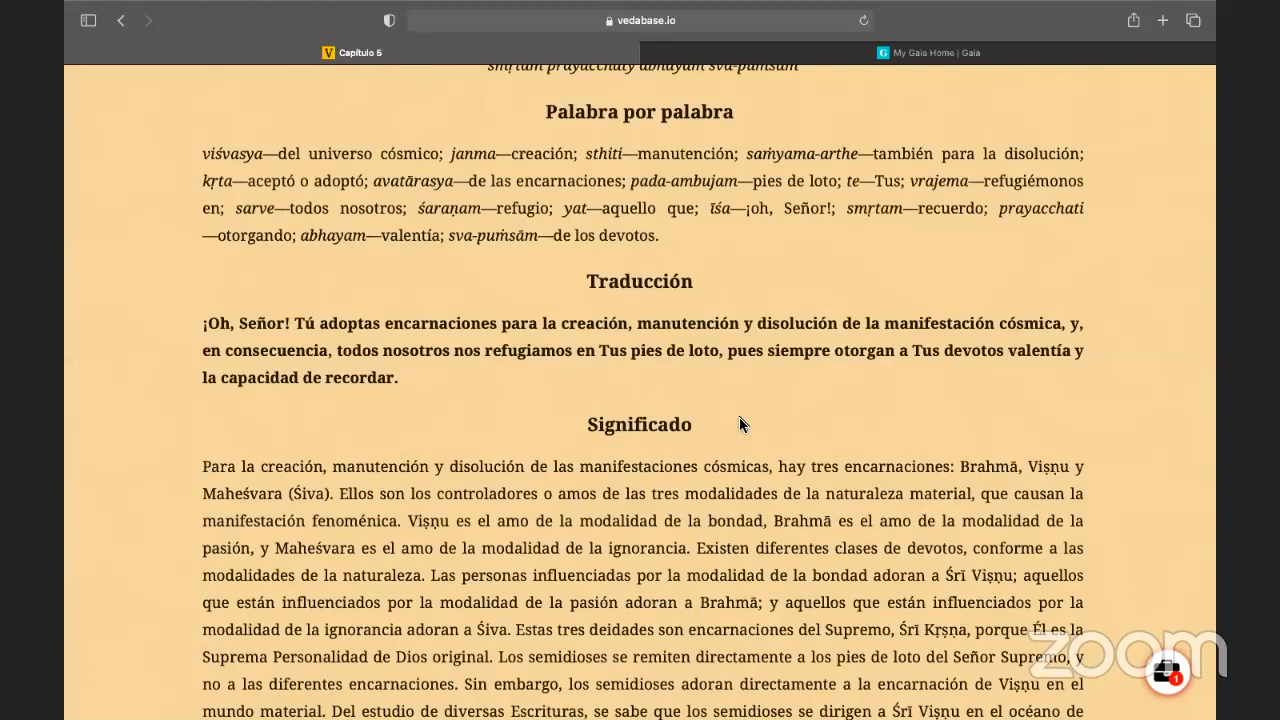 vedabase.io
Capítulo 5
My Gaia Home | Gaia
smṛtaṁ prayacchaty abhayaṁ sva-puṁsām
Palabra por palabra
viśvasya—del universo cósmico; janma—creación; sthiti—manutención; saṁyama-arthe—también para la disolución;
kṛta—aceptó o adoptó; avatārasya—de las encarnaciones; pada-ambujam—pies de loto; te—Tus; vrajema—refugiémonos
en; sarve—todos nosotros; śaraṇam—refugio; yat—aquello que; īśa—¡oh, Señor!; smṛtam—recuerdo; prayacchati
—otorgando; abhayam—valentía; sva-puṁsām—de los devotos.
Traducción
¡Oh, Señor! Tú adoptas encarnaciones para la creación, manutención y disolución de la manifestación cósmica, y,
en consecuencia, todos nosotros nos refugiamos en Tus pies de loto, pues siempre otorgan a Tus devotos valentía y
la capacidad de recordar.
Significado
Para la creación, manutención y disolución de las manifestaciones cósmicas, hay tres encarnaciones: Brahmā, Viṣṇu y
Maheśvara (Śiva). Ellos son los controladores o amos de las tres modalidades de la naturaleza material, que causan la
manifestación fenoménica. Viṣṇu es el amo de la modalidad de la bondad, Brahmā es el amo de la modalidad de la
pasión, y Maheśvara es el amo de la modalidad de la ignorancia. Existen diferentes clases de devotos, conforme a las
modalidades de la naturaleza. Las personas influenciadas por la modalidad de la bondad adoran a Śrī Viṣṇu; aquellos
que están influenciados por la modalidad de la pasión adoran a Brahmā; y aquellos que están influenciados por la
modalidad de la ignorancia adoran a Śiva. Estas tres deidades son encarnaciones del Supremo, Śrī Kṛṣṇa, porque Él es la
Suprema Personalidad de Dios original. Los semidioses se remiten directamente a los pies de loto del Señor Supremo, y
no a las diferentes encarnaciones. Sin embargo, los semidioses adoran directamente a la encarnación de Viṣṇu en el
mundo material. Del estudio de diversas Escrituras, se sabe que los semidioses se dirigen a Śrī Viṣṇu en el océano de
zoom
1